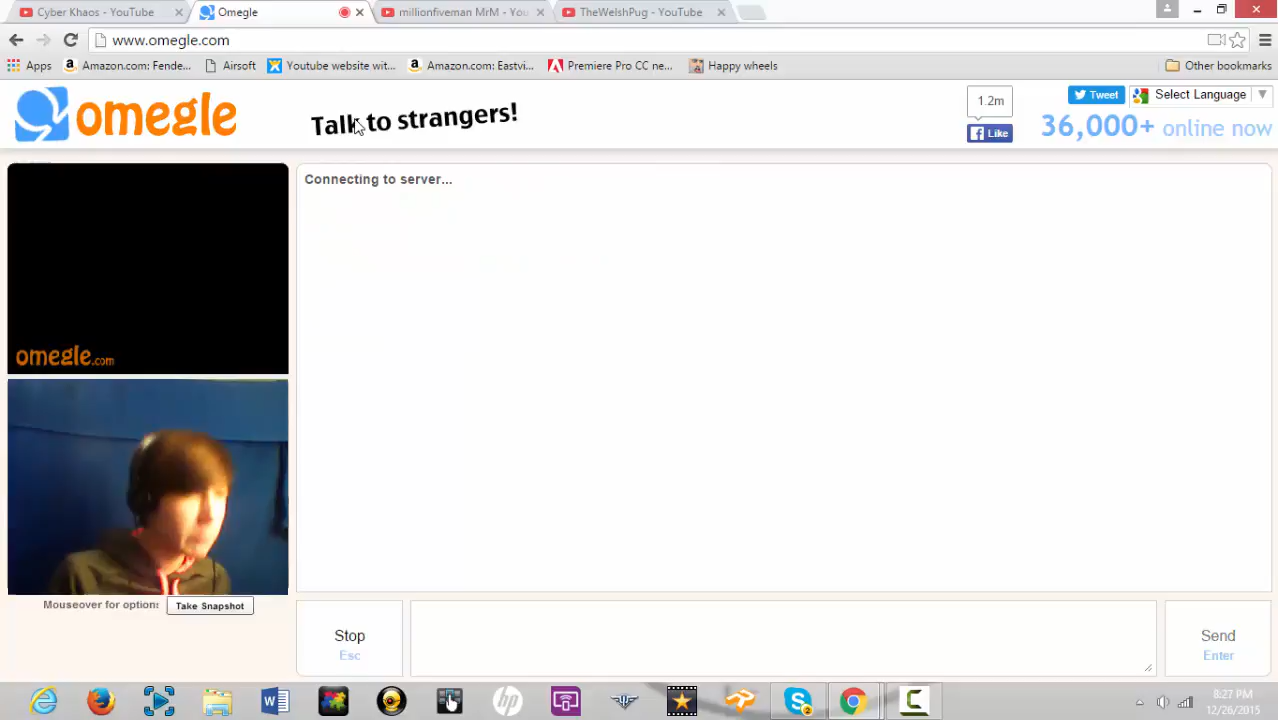 Cyber Khaos - YouTube
Omegle
millionfiveman MrM - You
TheWelshPug - YouTube
www.omegle.com
Apps
Amazon.com: Fende...
Airsoft
Youtube website wit...
Amazon.com: Eastvi...
Premiere Pro CC ne...
Happy wheels
Other bookmarks
omegle
Talk to strangers!
1.2m
Like
Tweet
Select Language
36,000+ online now
Connecting to server...
omegle.com
Mouseover for options
Take Snapshot
Stop
Esc
Send
Enter
8:27 PM
12/26/2015